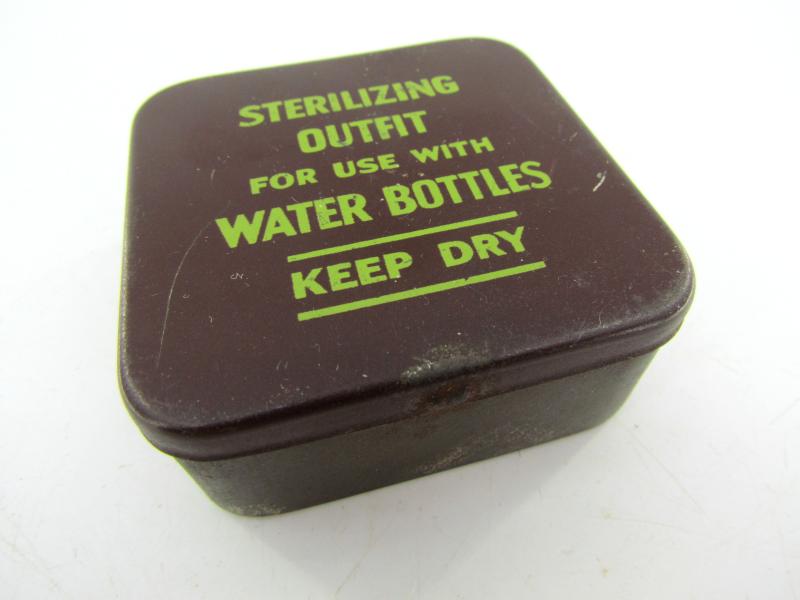 STERILIZING
OUTFIT
FOR USE WITH
WATER BOTTLES
KEEP DRY